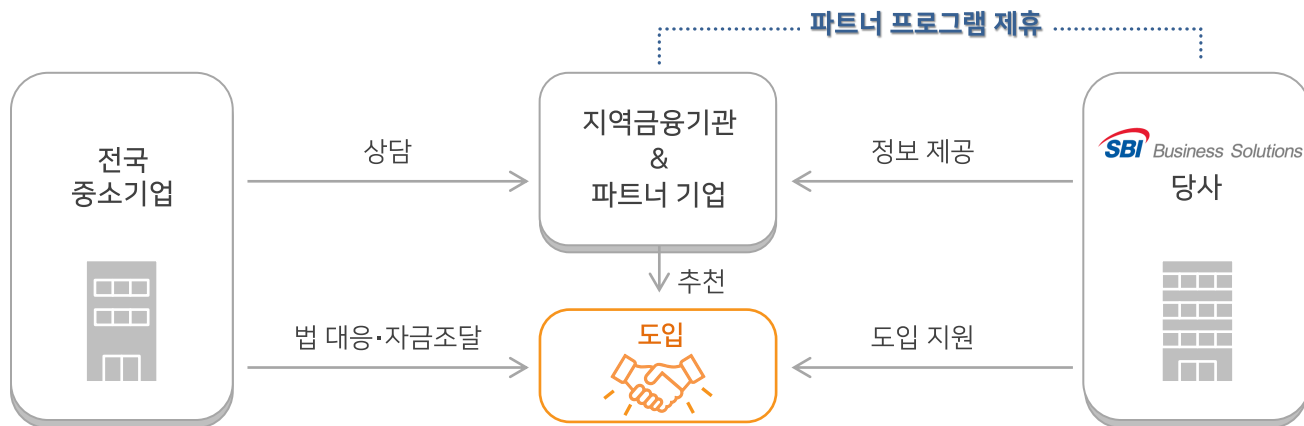 파트너 프로그램 제휴
전국
중소기업
상담
지역금융기관
&
파트너 기업
정보 제공
SBI Business Solutions
당사
추천
법 대응·자금조달
도입
도입 지원